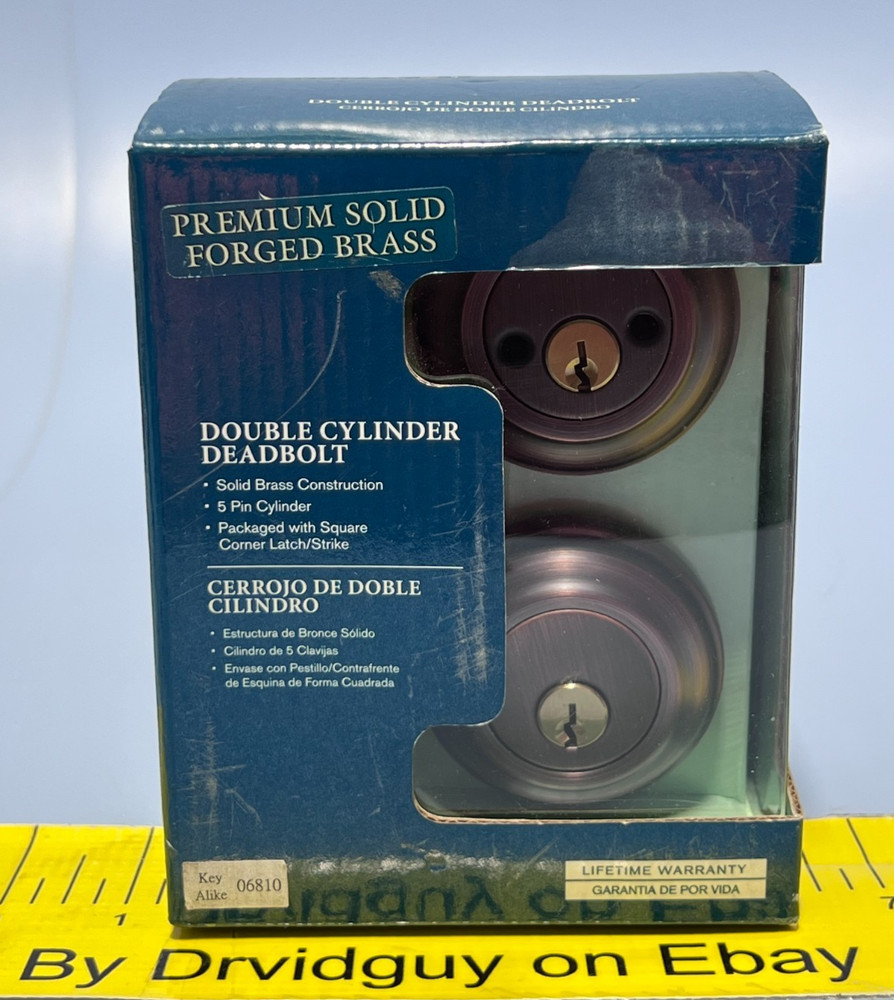 DOUBLE CYLINDER DEADBOLT
CERROJO DE DOBLE CILINDRO
PREMIUM SOLID
FORGED BRASS
DOUBLE CYLINDER
DEADBOLT
• Solid Brass Construction
• 5 Pin Cylinder
• Packaged with Square
Corner Latch/Strike
CERROJO DE DOBLE
CILINDRO
• Estructura de Bronce Sólido
• Cilindro de 5 Clavijas
• Envase con Pestillo/Contrafrente
de Esquina de Forma Cuadrada
Key
Alike 06810
LIFETIME WARRANTY
GARANTIA DE POR VIDA
1
7
By Drvidguy on Ebay